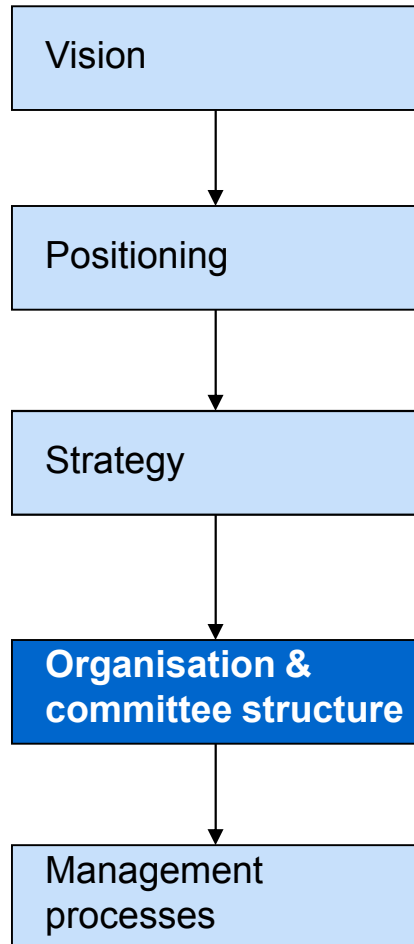 Vision
Positioning
Strategy
Organisation &
committee structure
Management
processes